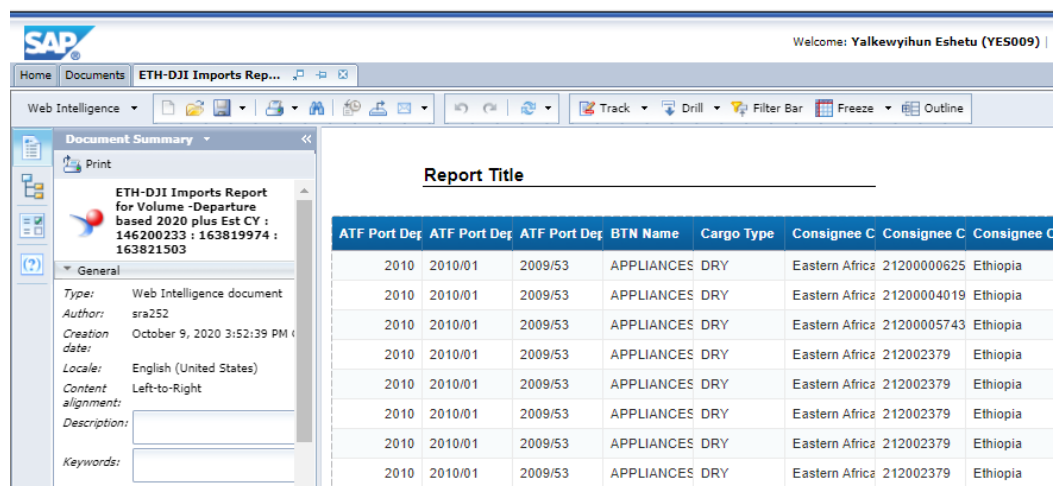 SAP
Welcome: Yalkewyihun Eshetu (YES009) |
Home Documents ETH-DJI Imports Rep...
Web Intelligence Track Drill Filter Bar Freeze Outline
Document Summary
Print
ETH-DJI Imports Report
for Volume -Departure
based 2020 plus Est CY :
146200233 : 163819974 :
163821503
General
Type: Web Intelligence document
Author: sra252
Creation date: October 9, 2020 3:52:39 PM
Locale: English (United States)
Content alignment: Left-to-Right
Description:
Keywords:
Report Title
ATF Port Dep ATF Port Dep ATF Port Dep BTN Name Cargo Type Consignee C Consignee C Consignee C
2010 2010/01 2009/53 APPLIANCES DRY Eastern Africa 21200000625 Ethiopia
2010 2010/01 2009/53 APPLIANCES DRY Eastern Africa 21200004019 Ethiopia
2010 2010/01 2009/53 APPLIANCES DRY Eastern Africa 21200005743 Ethiopia
2010 2010/01 2009/53 APPLIANCES DRY Eastern Africa 212002379 Ethiopia
2010 2010/01 2009/53 APPLIANCES DRY Eastern Africa 212002379 Ethiopia
2010 2010/01 2009/53 APPLIANCES DRY Eastern Africa 212002379 Ethiopia
2010 2010/01 2009/53 APPLIANCES DRY Eastern Africa 212002379 Ethiopia
2010 2010/01 2009/53 APPLIANCES DRY Eastern Africa 212002379 Ethiopia